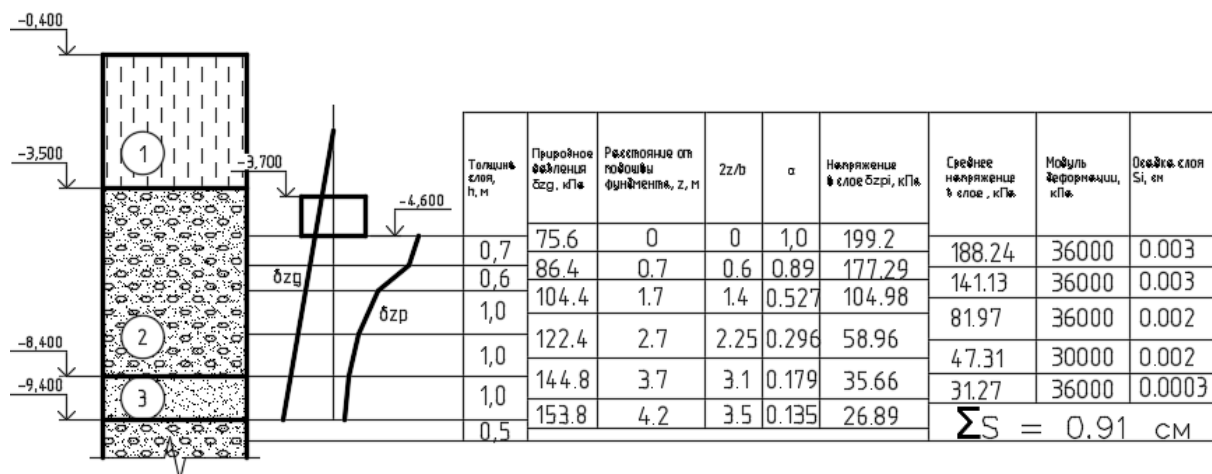 -0,400
-3,500
1
-3,700
-4,600
δzg
δzp
2
-8,400
-9,400
3
Толщина слоя, h, м
Природное давления δzg, кПа
Расстояние от подошвы фундмента, z, м
2z/b
α
Напряжение в слое δzpi, кПа
Среднее напряжение в слое , кПа
Модуль деформации, кПа
Осадка слоя Si, см
75.6 0 0 1,0 199.2
0,7 188.24 36000 0.003
86.4 0.7 0.6 0.89 177.29
0,6 141.13 36000 0.003
104.4 1.7 1.4 0.527 104.98
1,0 81.97 36000 0.002
122.4 2.7 2.25 0.296 58.96
1,0 47.31 30000 0.002
144.8 3.7 3.1 0.179 35.66
1,0 31.27 36000 0.0003
153.8 4.2 3.5 0.135 26.89
0,5
ΣS = 0.91 см